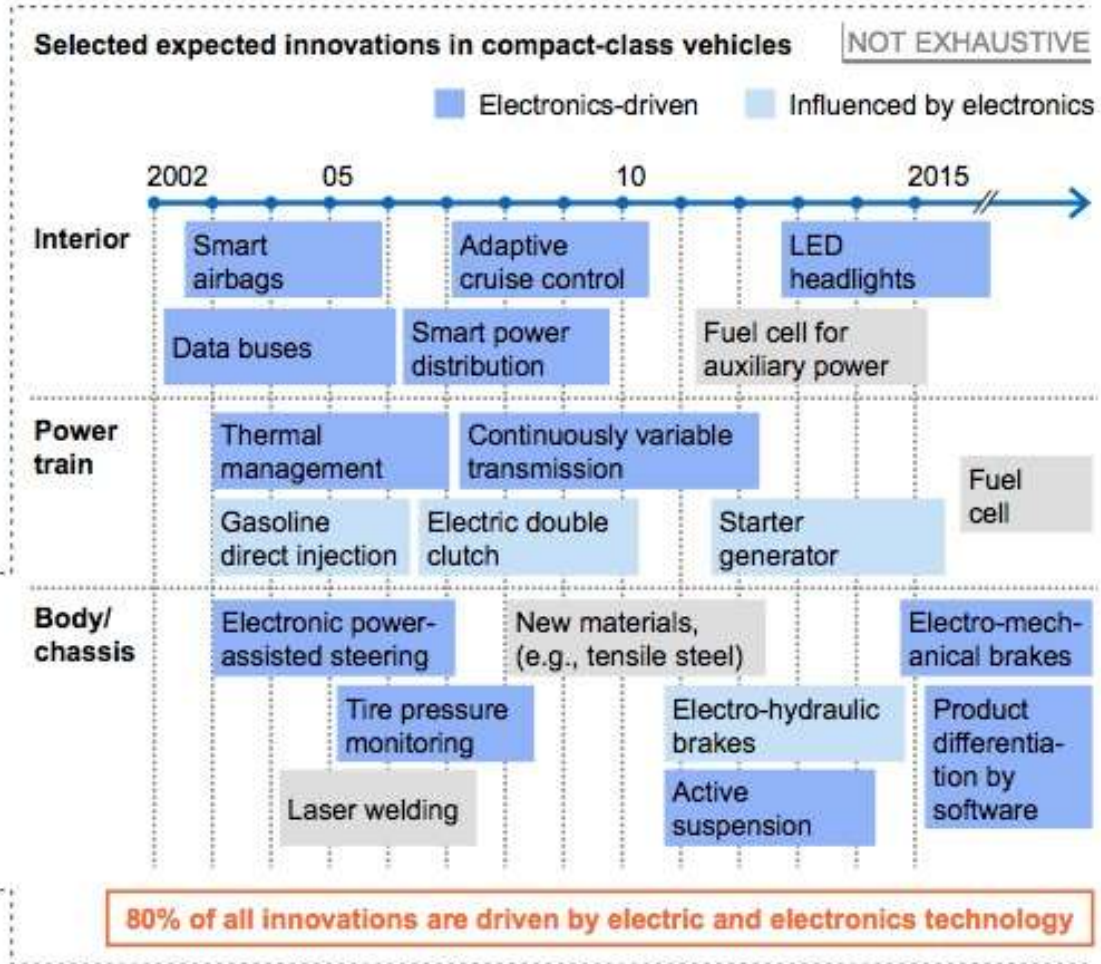 Selected expected innovations in compact-class vehicles
NOT EXHAUSTIVE
Electronics-driven
Influenced by electronics
2002
05
10
2015
Interior
Smart
airbags
Adaptive
cruise control
LED
headlights
Data buses
Smart power
distribution
Fuel cell for
auxiliary power
Power
train
Thermal
management
Continuously variable
transmission
Fuel
cell
Gasoline
direct injection
Electric double
clutch
Starter
generator
Body/
chassis
Electronic power-
assisted steering
New materials,
(e.g., tensile steel)
Electro-mech-
anical brakes
Tire pressure
monitoring
Electro-hydraulic
brakes
Product
differentia-
tion by
software
Laser welding
Active
suspension
80% of all innovations are driven by electric and electronics technology